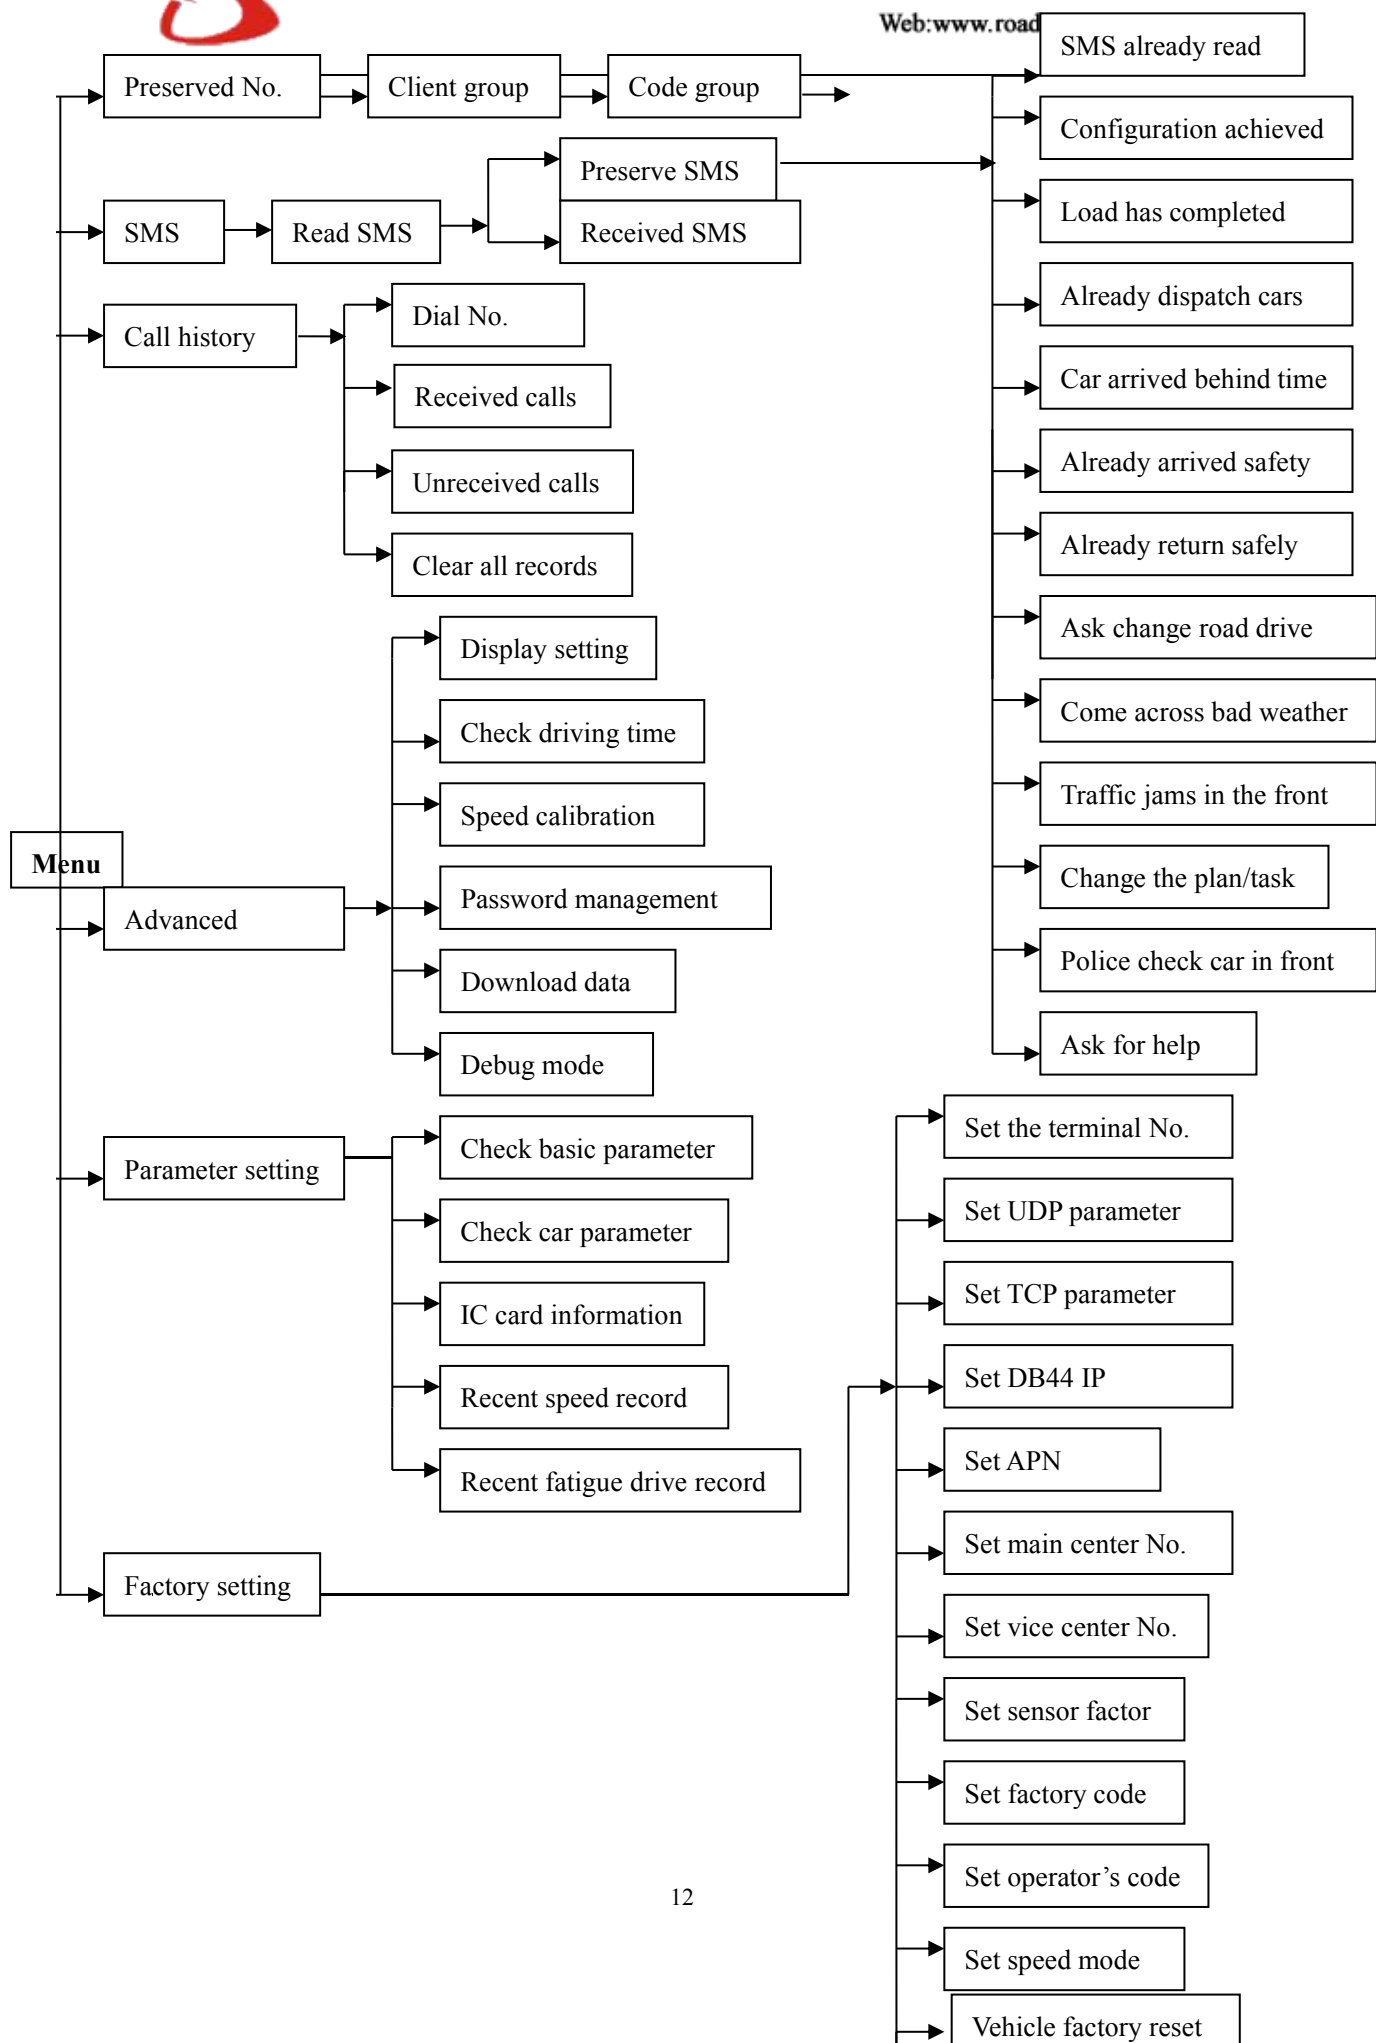 Web:www.road
SMS already read
Preserved No.
Client group
Code group
Configuration achieved
Preserve SMS
SMS
Read SMS
Received SMS
Load has completed
Call history
Dial No.
Already dispatch cars
Received calls
Car arrived behind time
Unreceived calls
Already arrived safety
Clear all records
Already return safely
Display setting
Ask change road drive
Check driving time
Come across bad weather
Speed calibration
Traffic jams in the front
Menu
Password management
Change the plan/task
Advanced
Download data
Police check car in front
Debug mode
Ask for help
Set the terminal No.
Check basic parameter
Parameter setting
Set UDP parameter
Check car parameter
Set TCP parameter
IC card information
Set DB44 IP
Recent speed record
Set APN
Recent fatigue drive record
Set main center No.
Factory setting
Set vice center No.
Set sensor factor
Set factory code
Set operator’s code
12
Set speed mode
Vehicle factory reset